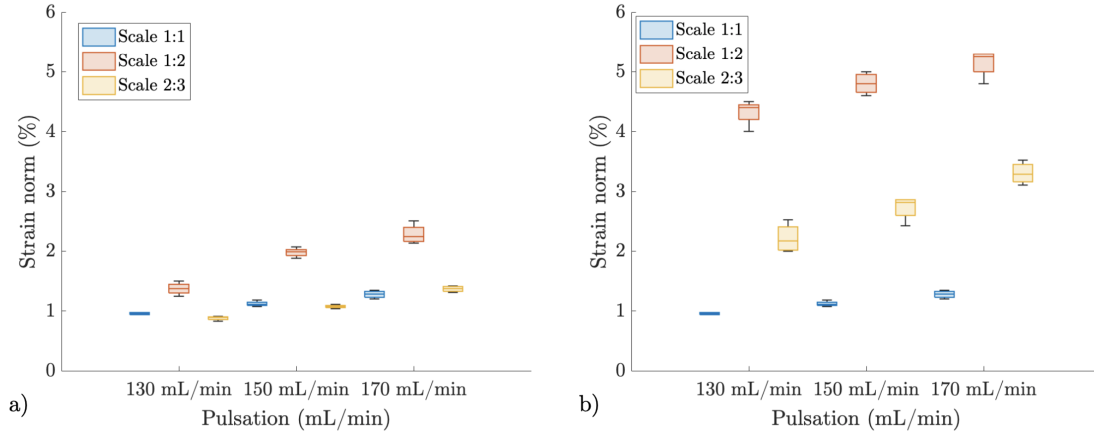 6
5
4
3
2
1
0
Strain norm (%)
Scale 1:1
Scale 1:2
Scale 2:3
130 mL/min 150 mL/min 170 mL/min
Pulsation (mL/min)
a)
6
5
4
3
2
1
0
Strain norm (%)
Scale 1:1
Scale 1:2
Scale 2:3
130 mL/min 150 mL/min 170 mL/min
Pulsation (mL/min)
b)